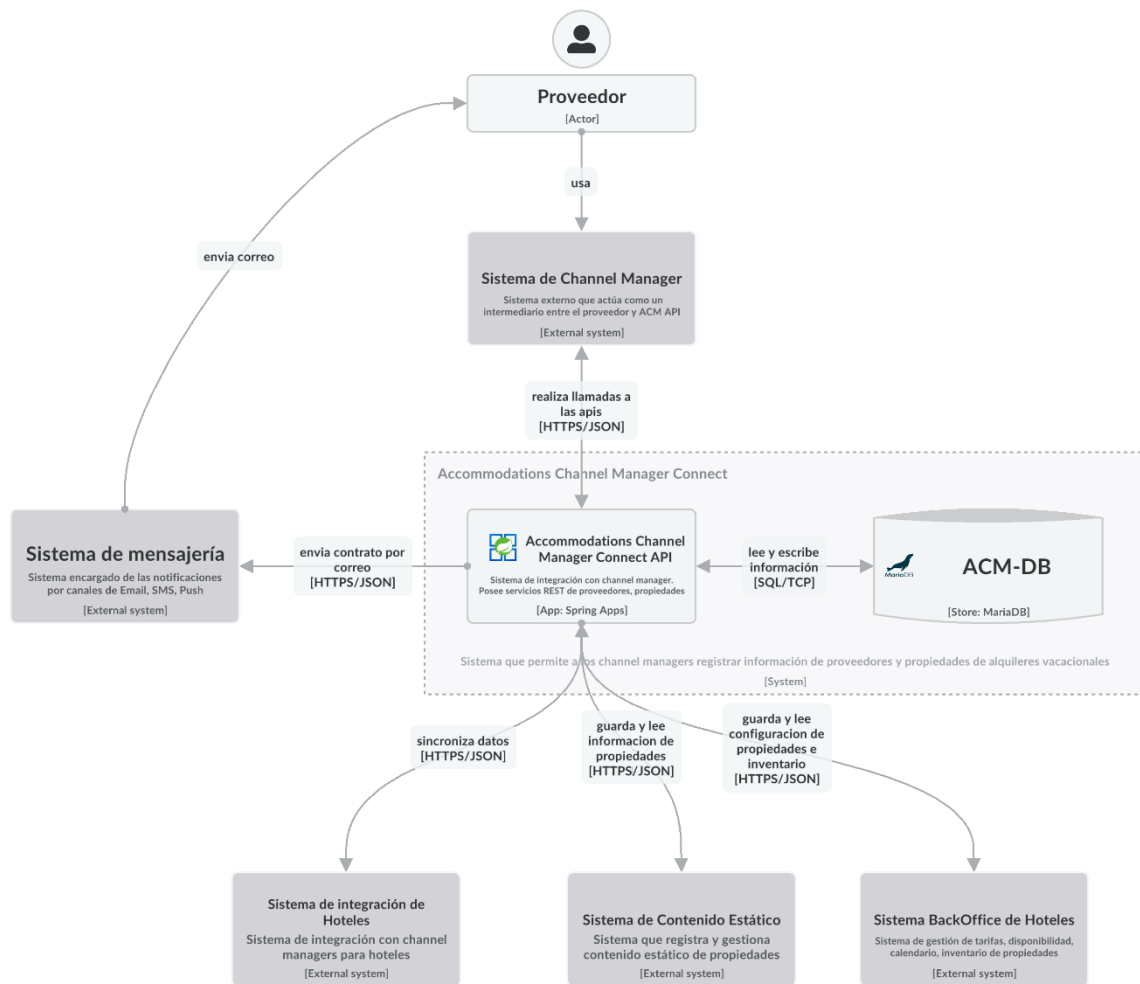 Proveedor
[Actor]
usa
envia correo
Sistema de Channel Manager
Sistema externo que actúa como un
intermediario entre el proveedor y ACM API
[External system]
realiza llamadas a
las apis
[HTTPS/JSON]
Accommodations Channel Manager Connect
Sistema de mensajería
Sistema encargado de las notificaciones
por canales de Email, SMS, Push
[External system]
envia contrato por
correo
[HTTPS/JSON]
Accommodations Channel
Manager Connect API
Sistema de integración con channel manager.
Posee servicios REST de proveedores, propiedades
[App: Spring Apps]
lee y escribe
información
[SQL/TCP]
MariaDB
ACM-DB
[Store: MariaDB]
Sistema que permite a los channel managers registrar información de proveedores y propiedades de alquileres vacacionales
[System]
sincroniza datos
[HTTPS/JSON]
guarda y lee
informacion de
propiedades
[HTTPS/JSON]
guarda y lee
configuracion de
propiedades e
inventario
[HTTPS/JSON]
Sistema de integración de
Hoteles
Sistema de integración con channel
managers para hoteles
[External system]
Sistema de Contenido Estático
Sistema que registra y gestiona
contenido estático de propiedades
[External system]
Sistema BackOffice de Hoteles
Sistema de gestión de tarifas, disponibilidad,
calendario, inventario de propiedades
[External system]